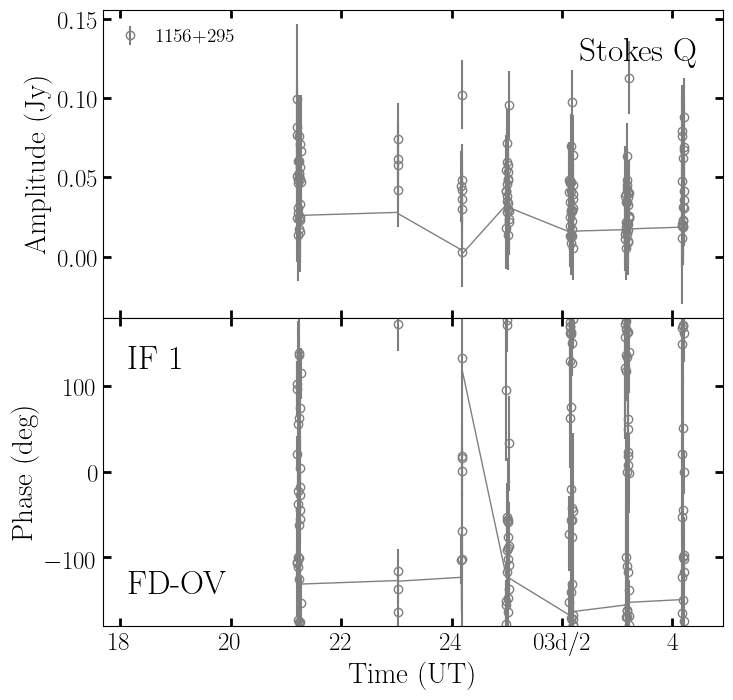 1156+295
Stokes Q
0.15
0.10
0.05
0.00
Amplitude (Jy)
IF 1
100
0
−100
Phase (deg)
FD-OV
18 20 22 24 03d/2 4
Time (UT)